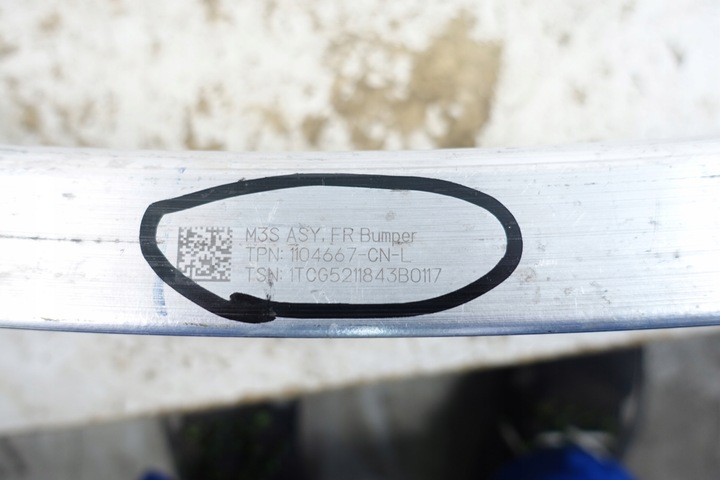 M3S ASY, FR Bumper
TPN: 1104667-CN-L
TSN: 1TCG5211843B0117